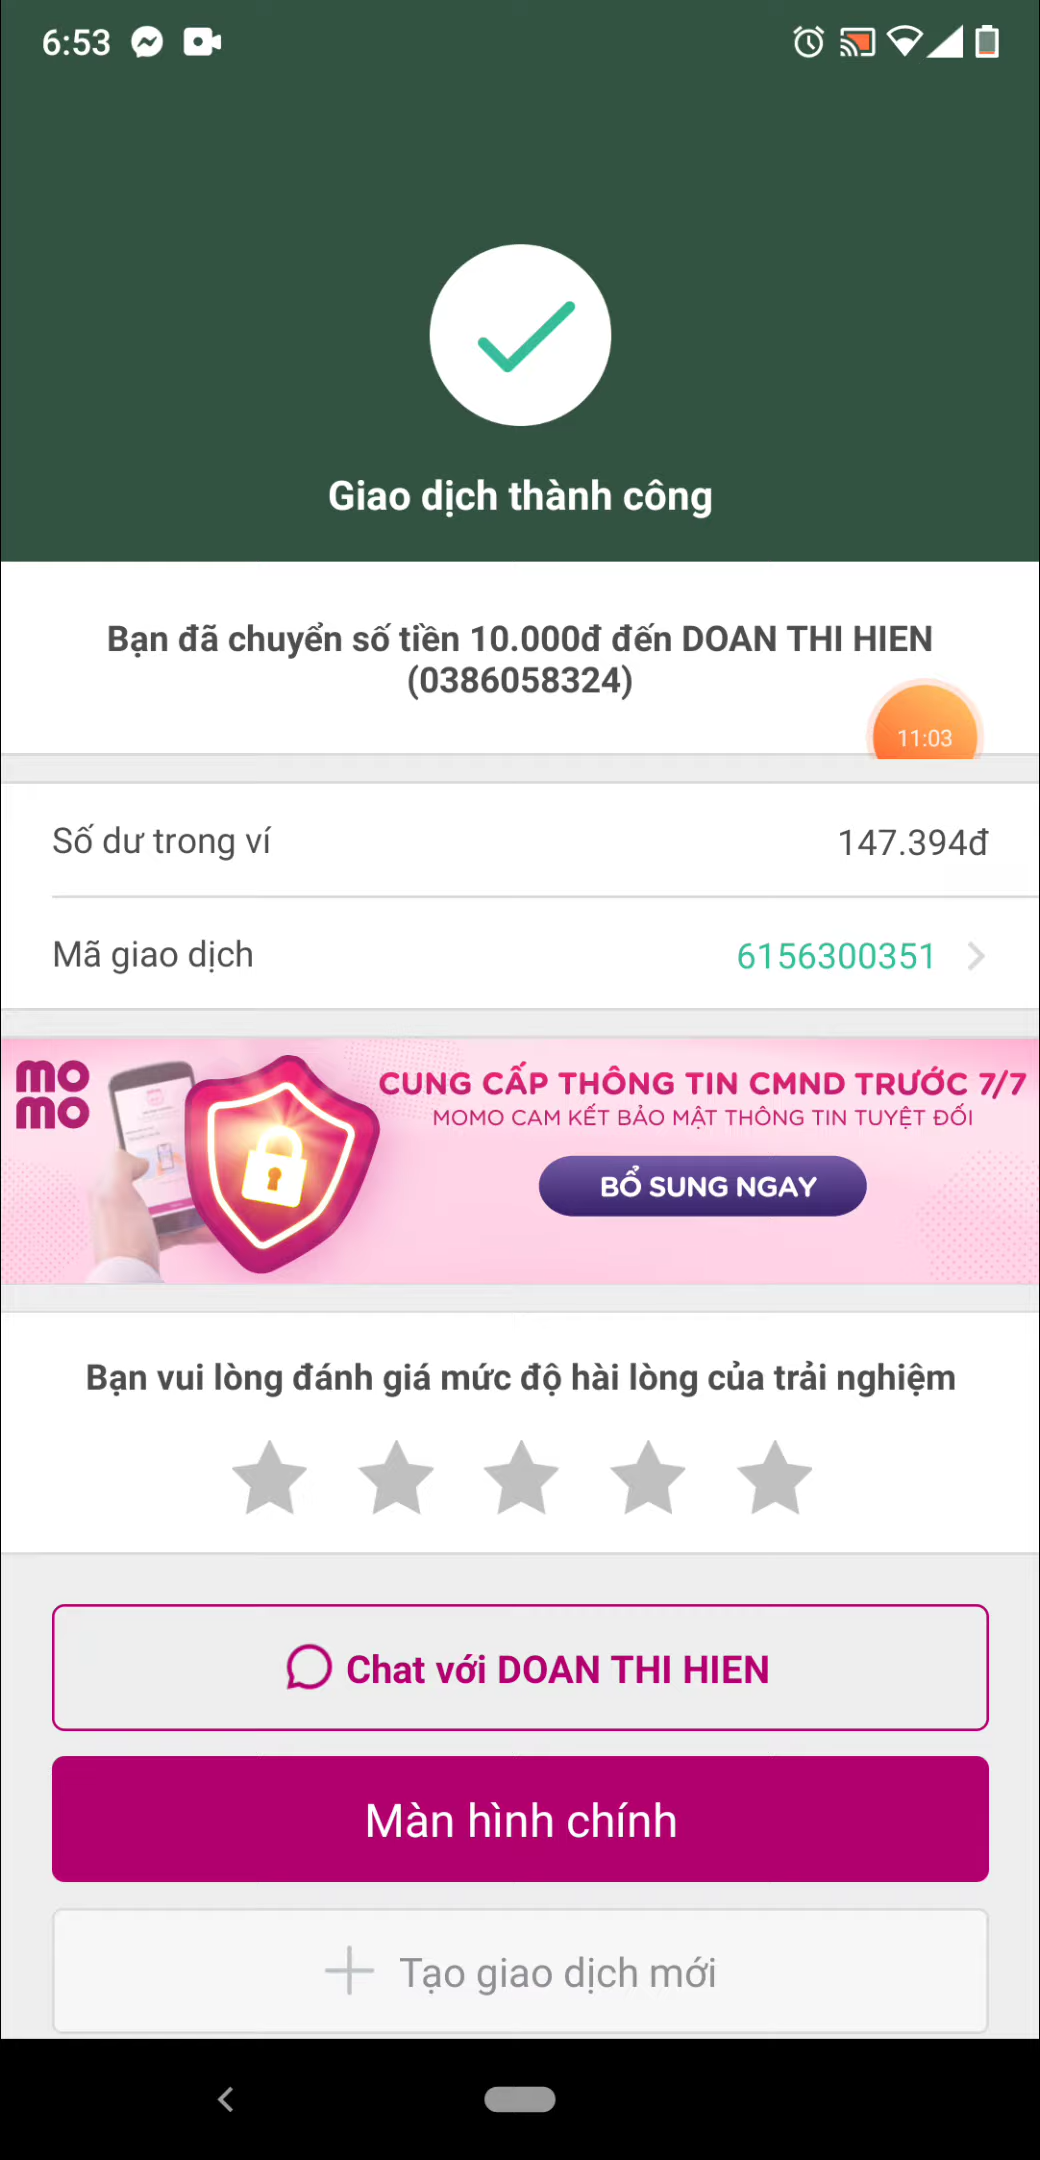 6:53
Giao dịch thành công
Bạn đã chuyển số tiền 10.000đ đến DOAN THI HIEN
(0386058324)
11:03
Số dư trong ví 147.394đ
Mã giao dịch 6156300351
mo
mo
CUNG CẤP THÔNG TIN CMND TRƯỚC 7/7
MOMO CAM KẾT BẢO MẬT THÔNG TIN TUYỆT ĐỐI
BỔ SUNG NGAY
Bạn vui lòng đánh giá mức độ hài lòng của trải nghiệm
Chat với DOAN THI HIEN
Màn hình chính
Tạo giao dịch mới